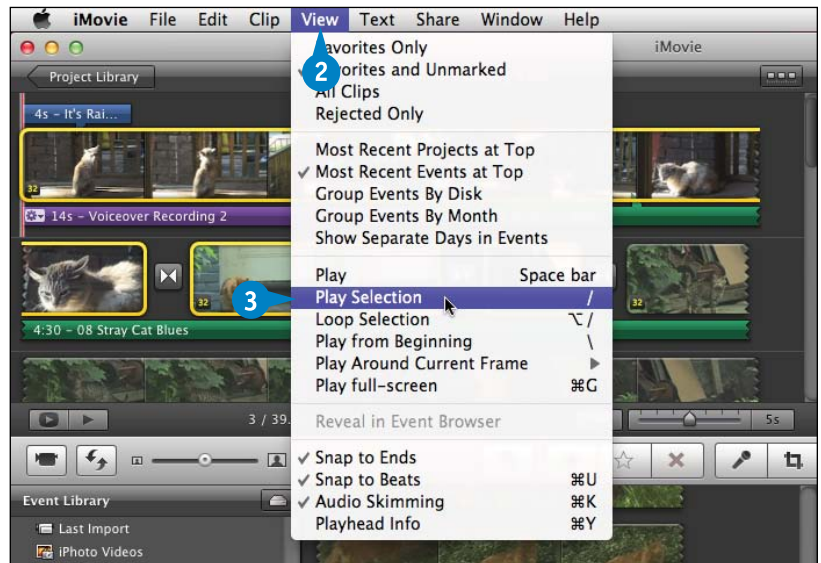 iMovie File Edit Clip View Text Share Window Help
iMovie
Project Library
Favorites Only
2
Favorites and Unmarked
All Clips
Rejected Only
4s – It's Rai...
Most Recent Projects at Top
Most Recent Events at Top
Group Events By Disk
Group Events By Month
Show Separate Days in Events
32
14s – Voiceover Recording 2
32
Play Space bar
3
Play Selection /
Loop Selection ⌥/
Play from Beginning \
Play Around Current Frame
Play full-screen ⌘G
32
4:30 – 08 Stray Cat Blues
3 / 39.
Reveal in Event Browser
5s
Snap to Ends
Snap to Beats ⌘U
Audio Skimming ⌘K
Playhead Info ⌘Y
Event Library
Last Import
iPhoto Videos